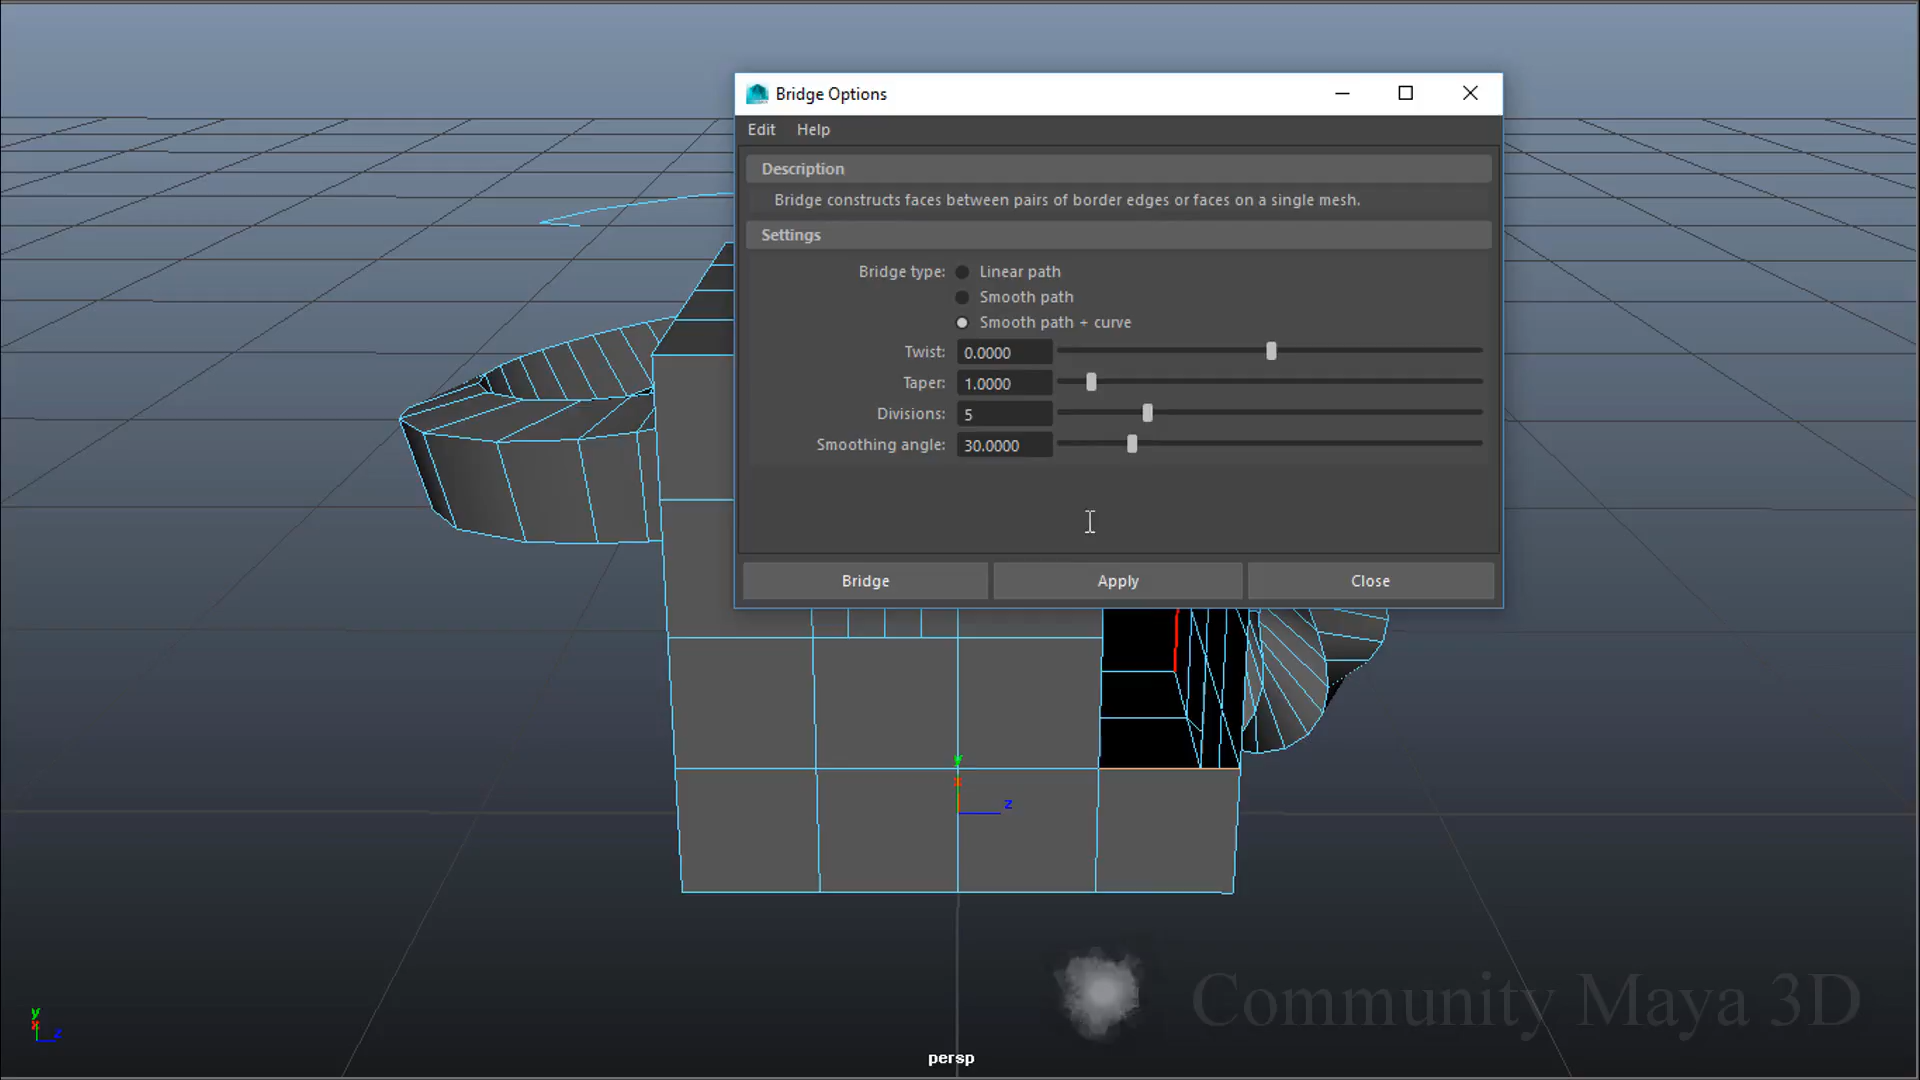 Bridge Options
Edit Help
Description
Bridge constructs faces between pairs of border edges or faces on a single mesh.
Settings
Bridge type: Linear path
Smooth path
Smooth path + curve
Twist: 0.0000
Taper: 1.0000
Divisions: 5
Smoothing angle: 30.0000
Bridge Apply Close
y
x
z
Community Maya 3D
y
x
z
persp